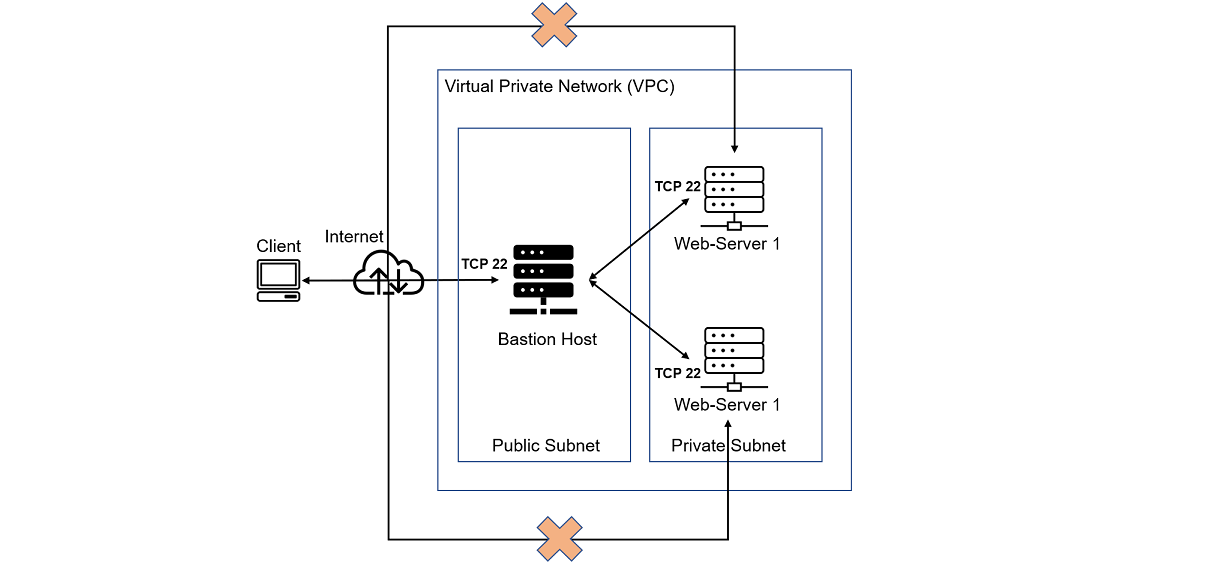 Virtual Private Network (VPC)
Internet
Client
TCP 22
Bastion Host
Public Subnet
TCP 22
Web-Server 1
TCP 22
Web-Server 1
Private Subnet